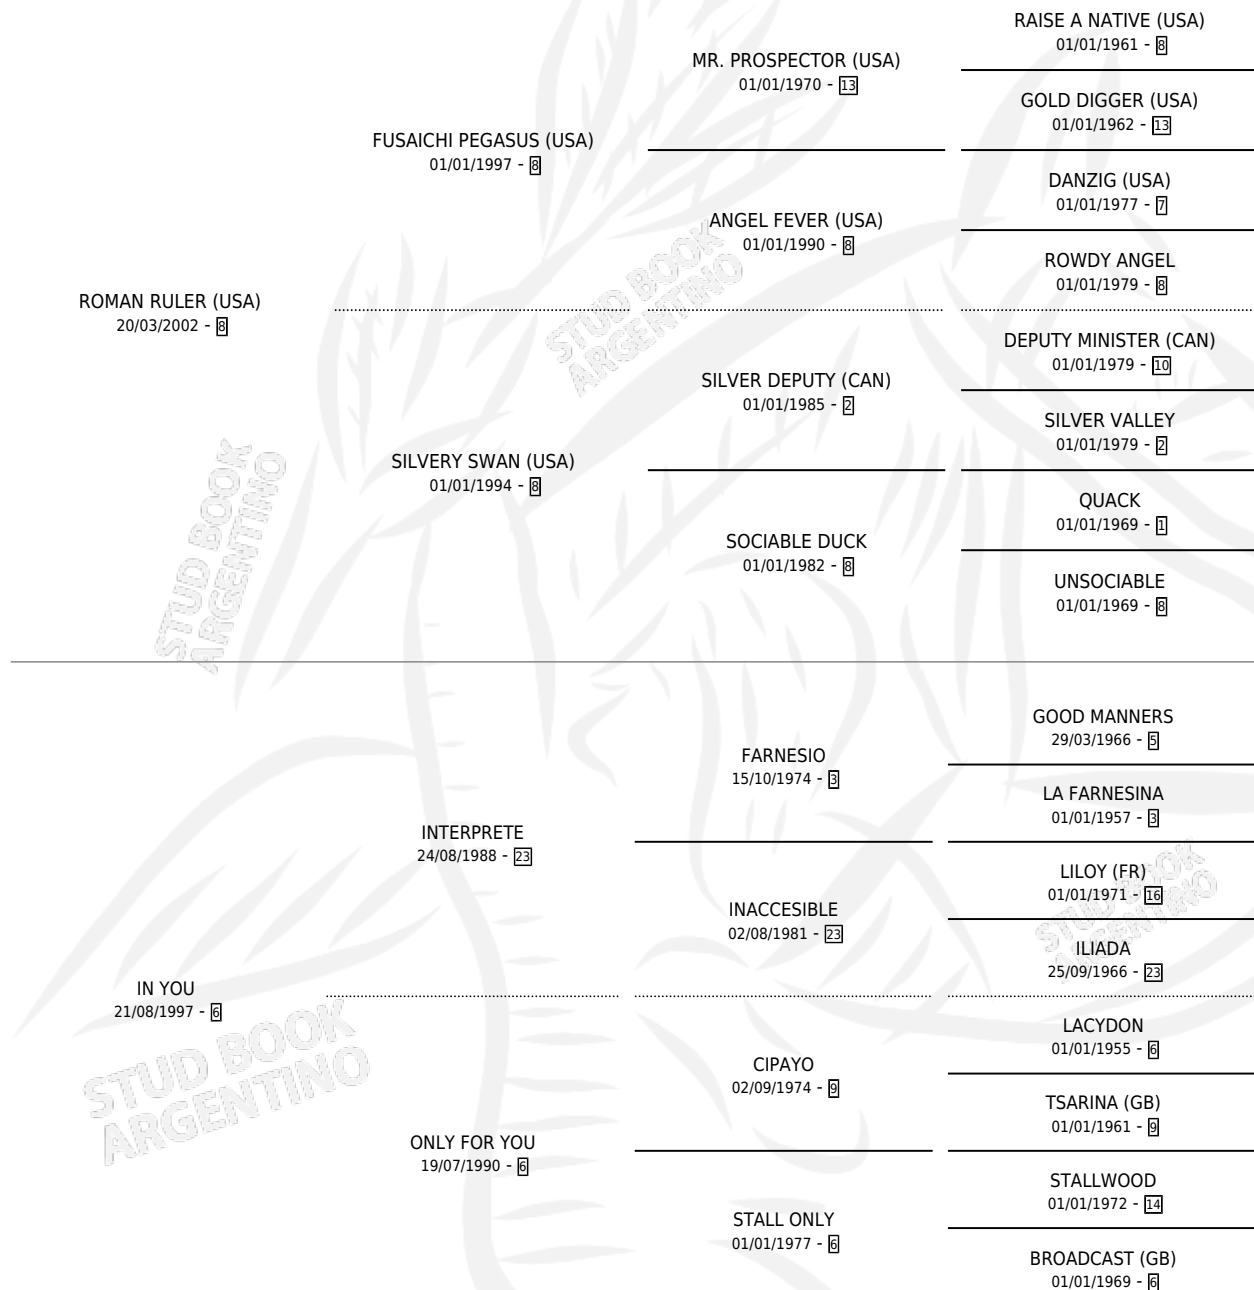 RAISE A NATIVE (USA)
01/01/1961 - 8
MR. PROSPECTOR (USA)
01/01/1970 - 13
GOLD DIGGER (USA)
01/01/1962 - 13
FUSAICHI PEGASUS (USA)
01/01/1997 - 8
DANZIG (USA)
01/01/1977 - 7
ANGEL FEVER (USA)
01/01/1990 - 8
ROWDY ANGEL
01/01/1979 - 8
ROMAN RULER (USA)
20/03/2002 - 8
STUD BOOK
ARGENTINO
DEPUTY MINISTER (CAN)
01/01/1979 - 10
SILVER DEPUTY (CAN)
01/01/1985 - 2
SILVER VALLEY
01/01/1979 - 2
SILVERY SWAN (USA)
01/01/1994 - 8
QUACK
01/01/1969 - 1
SOCIABLE DUCK
01/01/1982 - 8
UNSOCIABLE
01/01/1969 - 8
STUD BOOK
ARGENTINO
GOOD MANNERS
29/03/1966 - 5
FARNESIO
15/10/1974 - 3
LA FARNESINA
01/01/1957 - 3
INTERPRETE
24/08/1988 - 23
LILOY (FR)
01/01/1971 - 16
INACCESIBLE
02/08/1981 - 23
STUD BOOK
ARGENTINO
ILIADA
25/09/1966 - 23
IN YOU
21/08/1997 - 6
STUD BOOK
ARGENTINO
LACYDON
01/01/1955 - 6
CIPAYO
02/09/1974 - 9
TSARINA (GB)
01/01/1961 - 9
ONLY FOR YOU
19/07/1990 - 6
STALLWOOD
01/01/1972 - 14
STALL ONLY
01/01/1977 - 6
BROADCAST (GB)
01/01/1969 - 6